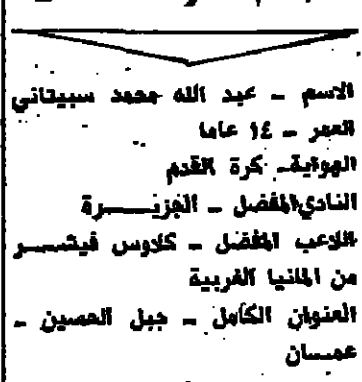 الاسم – عبد الله محمد سبيتاني
العمر – ١٤ عاما
الهواية – كرة القدم
النادي المفضل – الجزيـــــرة
اللاعب المفضل – كلاوس فيشـــر
من المانيا الغربية
العنوان الكامل – جبل الحسين –
عمـــان